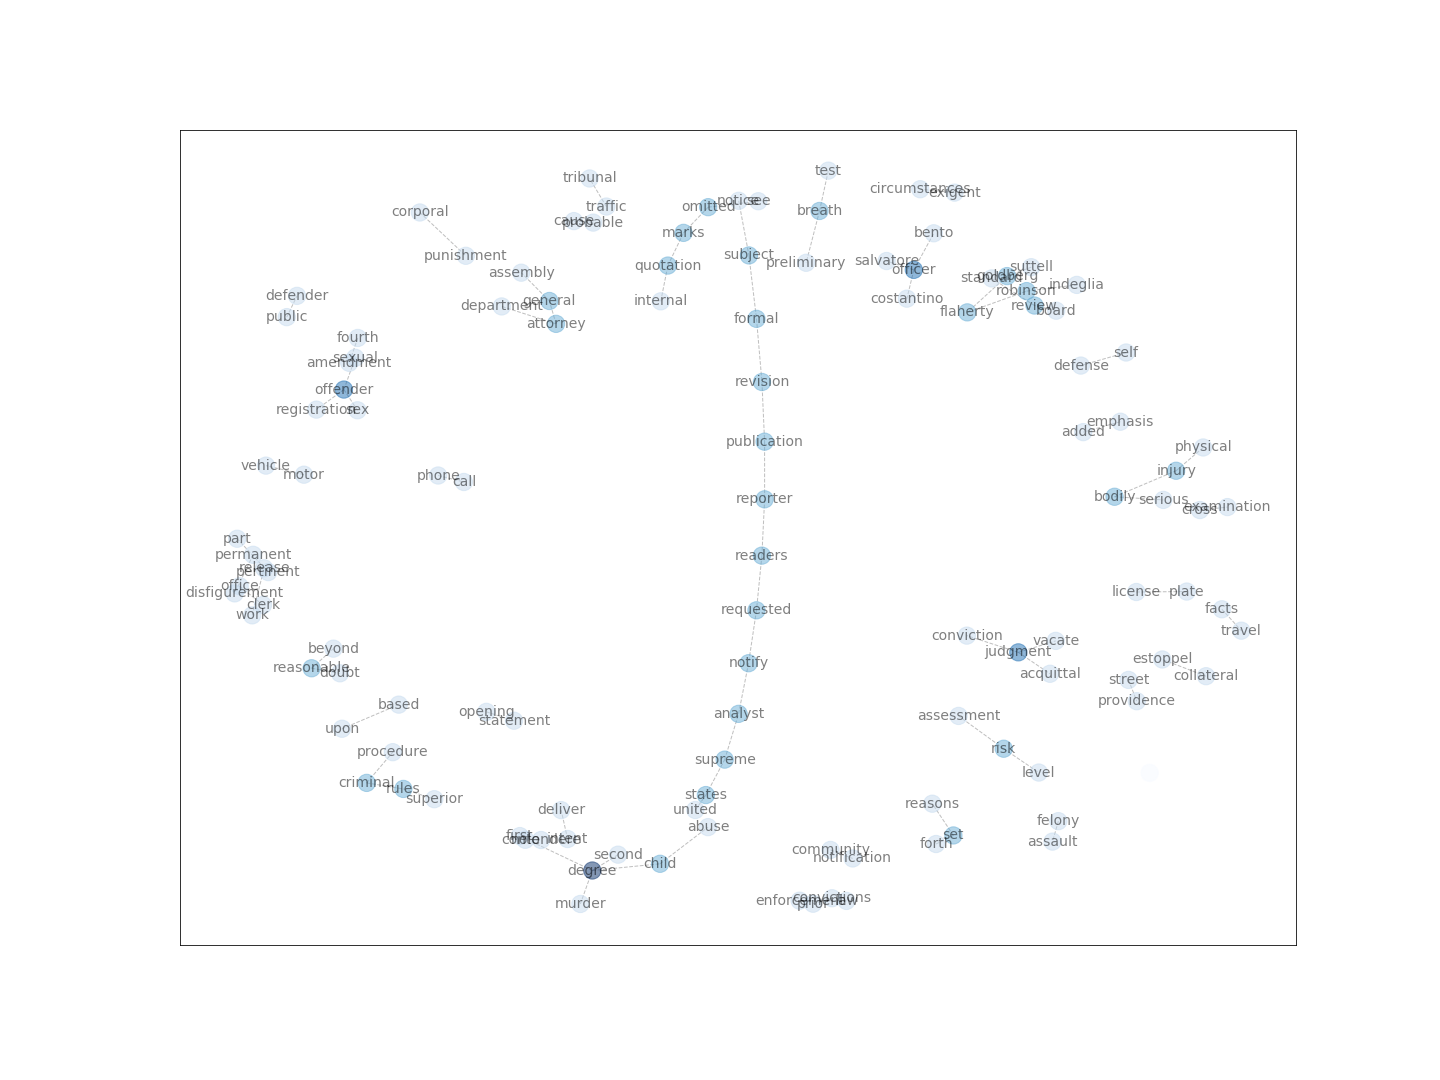 test
tribunal
circumstances
exigent
notice
see
omitted
traffic
corporal
breath
cause
probable
marks
bento
punishment
subject
salvatore
preliminary
quotation
officer
suttell
assembly
standard
goldberg
indeglia
robinson
defender
internal
general
costantino
department
review
board
flaherty
public
formal
attorney
fourth
self
sexual
amendment
defense
revision
offender
registration
sex
emphasis
added
publication
physical
vehicle
motor
injury
phone
call
bodily
serious
reporter
examination
cross
part
permanent
readers
release
pertinent
office
disfigurement
license
plate
clerk
work
requested
facts
travel
conviction
vacate
beyond
judgment
estoppel
notify
reasonable
doubt
acquittal
collateral
street
providence
based
opening
statement
analyst
assessment
upon
procedure
risk
supreme
level
criminal
rules
superior
states
reasons
united
deliver
felony
abuse
first
set
intent
forth
assault
community
notification
second
child
degree
convictions
enforcement
law
prior
murder